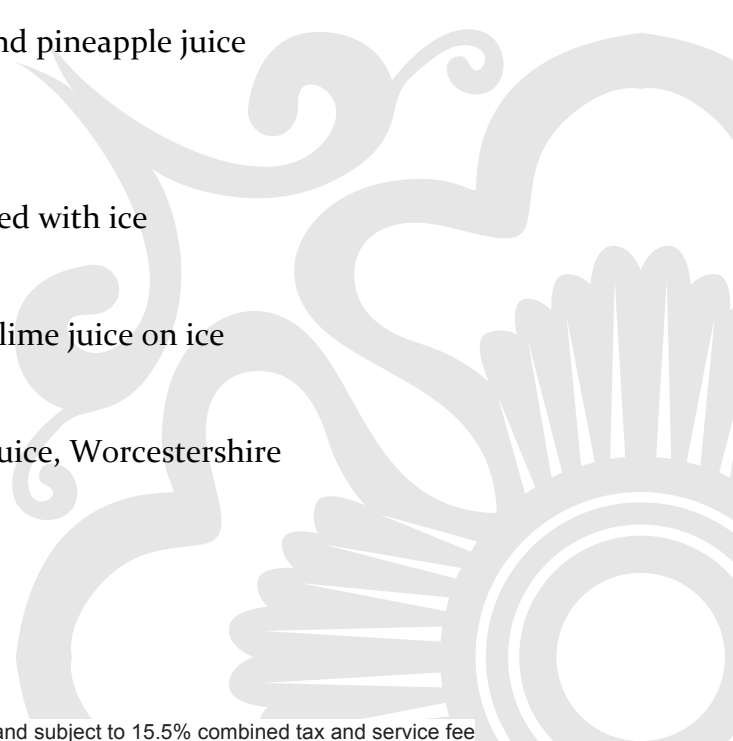 nd pineapple juice
ed with ice
lime juice on ice
uice, Worcestershire
and subject to 15.5% combined tax and service fee